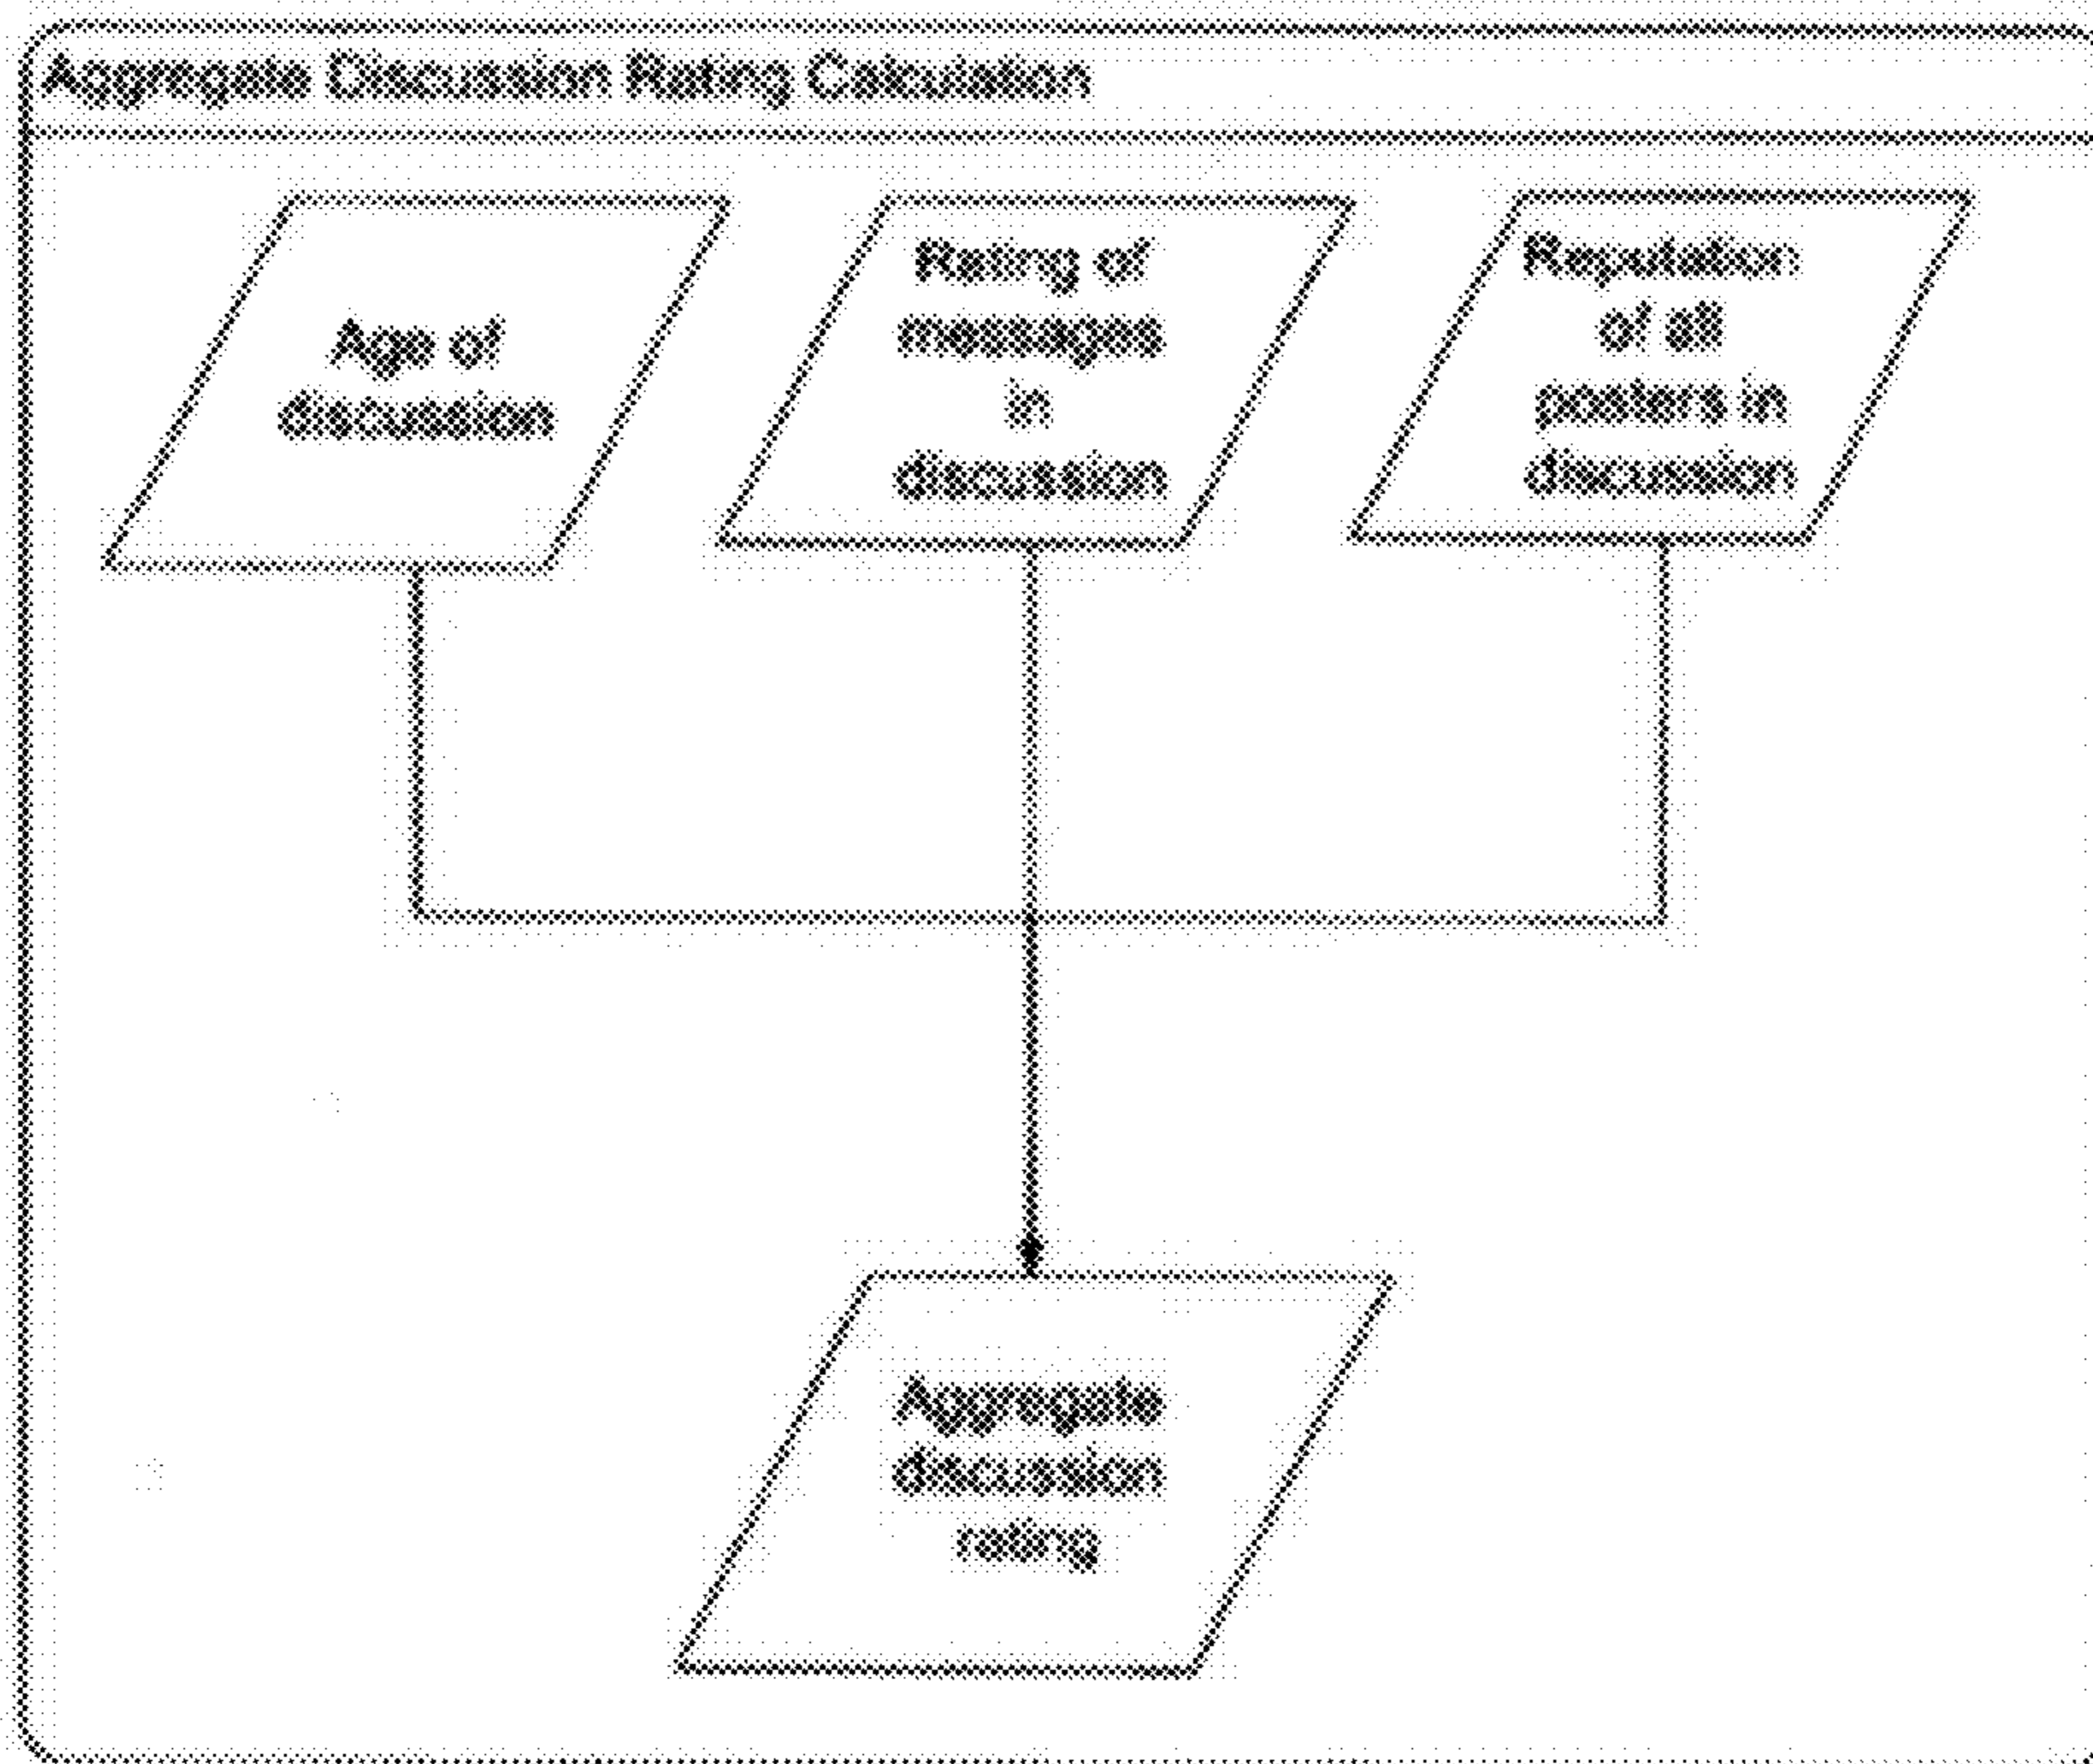 Aggregate Discussion Rating Calculation
Age of
discussion
Rating of
messages
in
discussion
Reputation
of all
posters in
discussion
Aggregate
discussion
rating